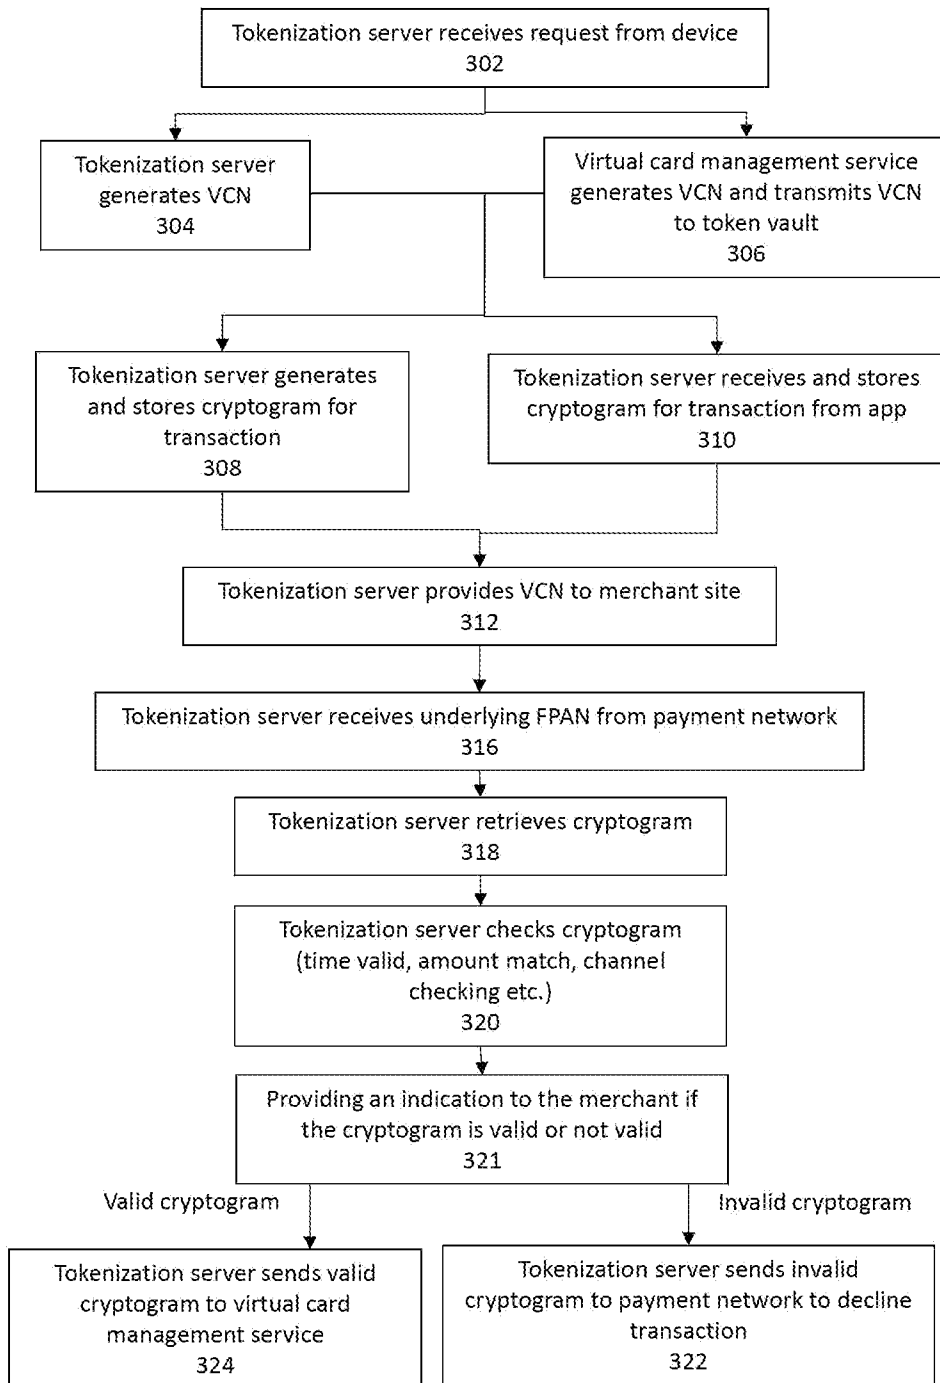 Tokenization server receives request from device
302
Tokenization server
generates VCN
304
Virtual card management service
generates VCN and transmits VCN
to token vault
306
Tokenization server generates
and stores cryptogram for
transaction
308
Tokenization server receives and stores
cryptogram for transaction from app
310
Tokenization server provides VCN to merchant site
312
Tokenization server receives underlying FPAN from payment network
316
Tokenization server retrieves cryptogram
318
Tokenization server checks cryptogram
(time valid, amount match, channel
checking etc.)
320
Providing an indication to the merchant if
the cryptogram is valid or not valid
321
Valid cryptogram
Invalid cryptogram
Tokenization server sends valid
cryptogram to virtual card
management service
324
Tokenization server sends invalid
cryptogram to payment network to decline
transaction
322